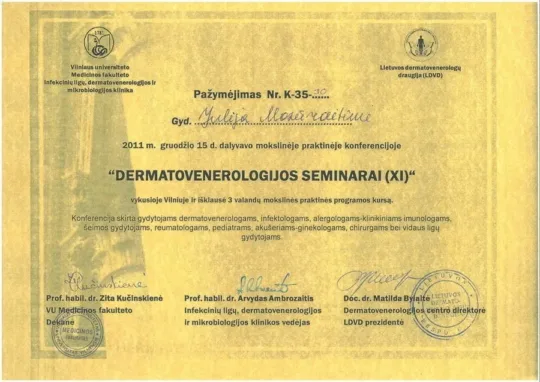 Vilniaus universiteto
Medicinos fakulteto
Infekcinių ligų, dermatovenerologijos ir
mikrobiologijos klinika
Lietuvos dermatovenerologų
draugija (LDVD)
Pažymėjimas Nr. K-35-30
Gyd. Julija
2011 m. gruodžio 15 d. dalyvavo mokslinėje praktinėje konferencijoje
“DERMATOVENEROLOGIJOS SEMINARAI (XI)“
vykusioje Vilniuje ir išklausė 3 valandų mokslinės praktinės programos kursą.
Konferencija skirta gydytojams dermatovenerologams, infektologams, alergologams-klinikiniams imunologams,
šeimos gydytojams, reumatologams, pediatrams, akušeriams-ginekologams, chirurgams bei vidaus ligų
gydytojams.
Prof. habil. dr. Zita Kučinskienė
VU Medicinos fakulteto
Dekanė
Prof. habil. dr. Arvydas Ambrozaitis
Infekcinių ligų, dermatovenerologijos
ir mikrobiologijos klinikos vedėjas
Doc. dr. Matilda Bylaitė
Dermatovenerologijos centro direktorė
LDVD prezidentė